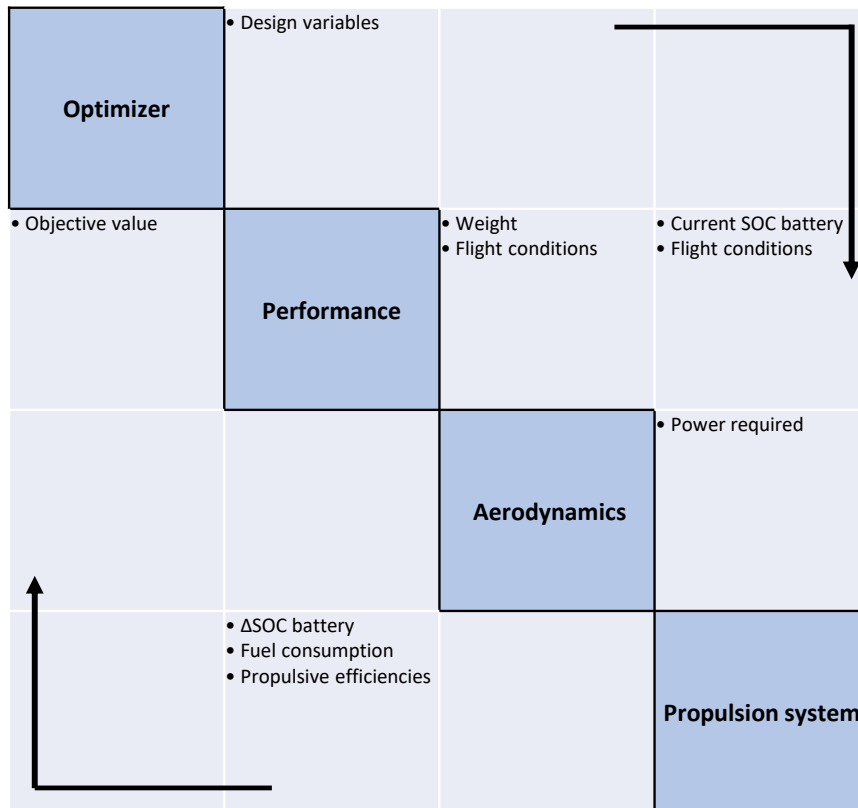 • Design variables
Optimizer
• Objective value
• Weight
• Flight conditions
• Current SOC battery
• Flight conditions
Performance
• Power required
Aerodynamics
• ΔSOC battery
• Fuel consumption
• Propulsive efficiencies
Propulsion system